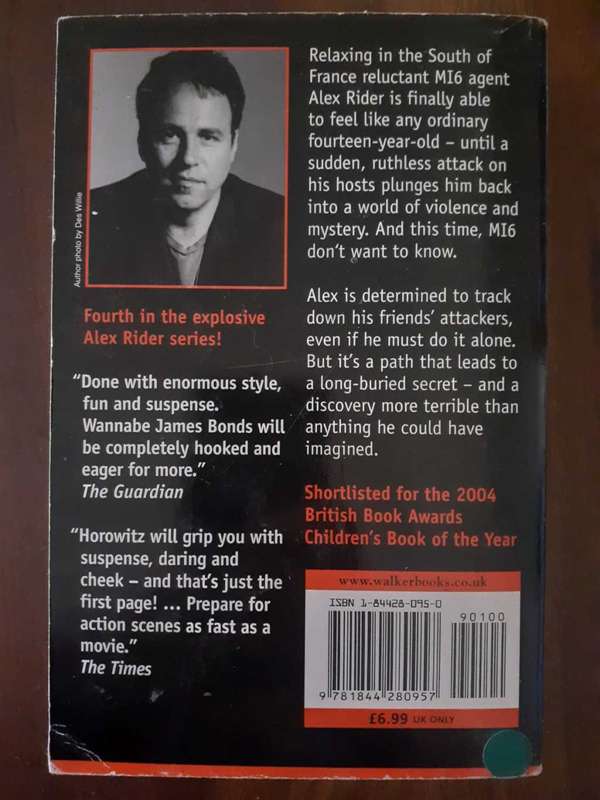 Author photo by Des Willie
Fourth in the explosive
Alex Rider series!
“Done with enormous style,
fun and suspense.
Wannabe James Bonds will
be completely hooked and
eager for more.”
The Guardian
“Horowitz will grip you with
suspense, daring and
cheek – and that’s just the
first page! ... Prepare for
action scenes as fast as a
movie.”
The Times
Relaxing in the South of
France reluctant MI6 agent
Alex Rider is finally able
to feel like any ordinary
fourteen-year-old – until a
sudden, ruthless attack on
his hosts plunges him back
into a world of violence and
mystery. And this time, MI6
don’t want to know.
Alex is determined to track
down his friends’ attackers,
even if he must do it alone.
But it’s a path that leads to
a long-buried secret – and a
discovery more terrible than
anything he could have
imagined.
Shortlisted for the 2004
British Book Awards
Children’s Book of the Year
www.walkerbooks.co.uk
ISBN 1-84428-095-0
90100
9 781844 280957
£6.99 UK ONLY